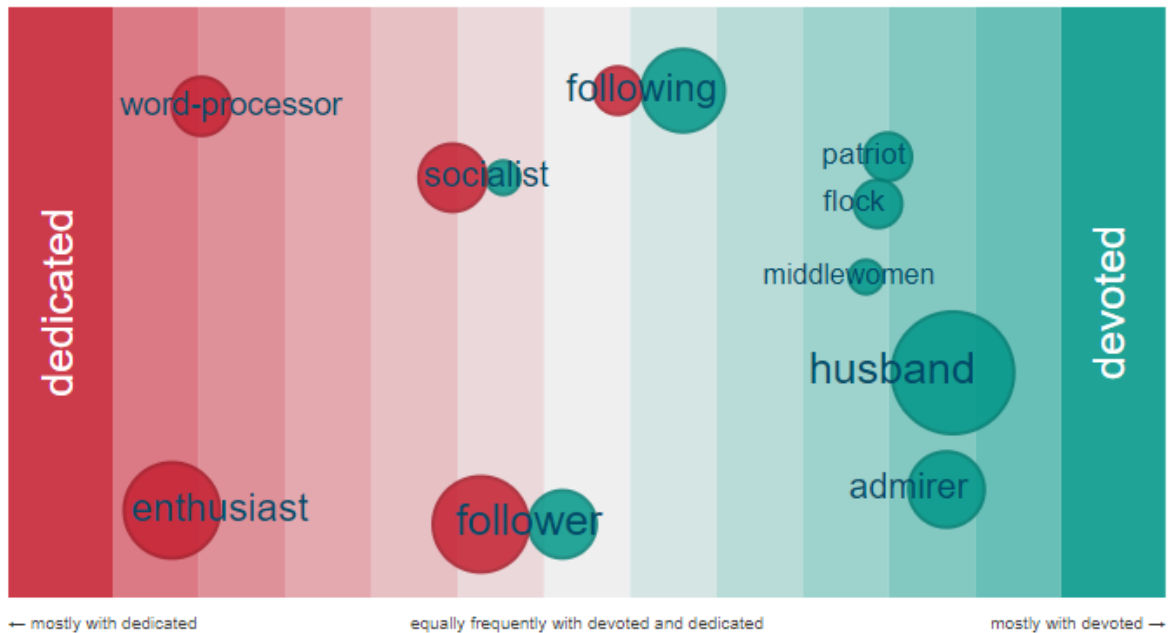 dedicated
word-processor
following
socialist
patriot
flock
middlewomen
husband
enthusiast
follower
admirer
devoted
← mostly with dedicated
equally frequently with devoted and dedicated
mostly with devoted →